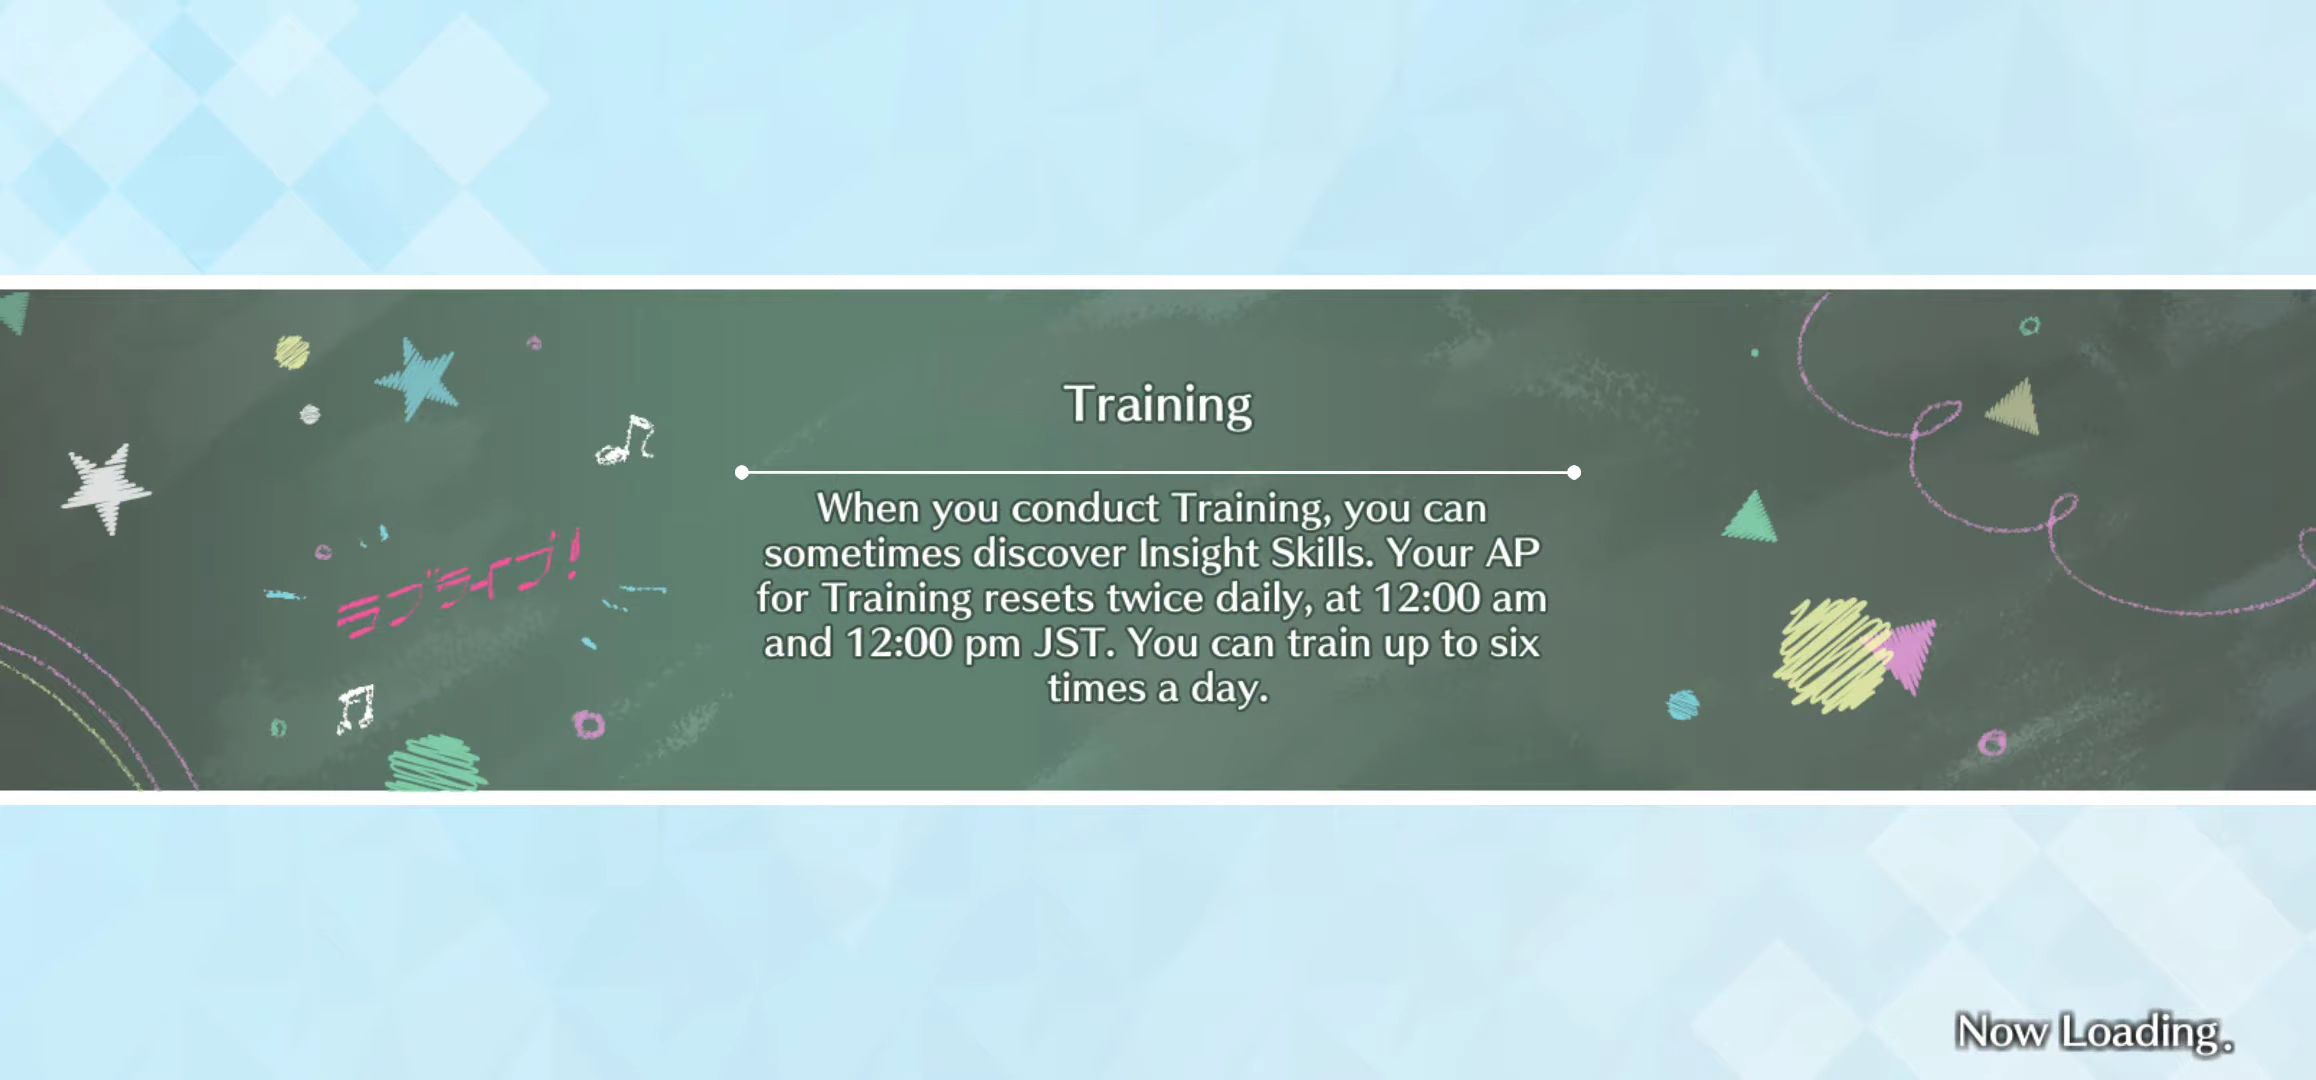 Training
When you conduct Training, you can
sometimes discover Insight Skills. Your AP
for Training resets twice daily, at 12:00 am
and 12:00 pm JST. You can train up to six
times a day.
ラブライブ!
Now Loading.